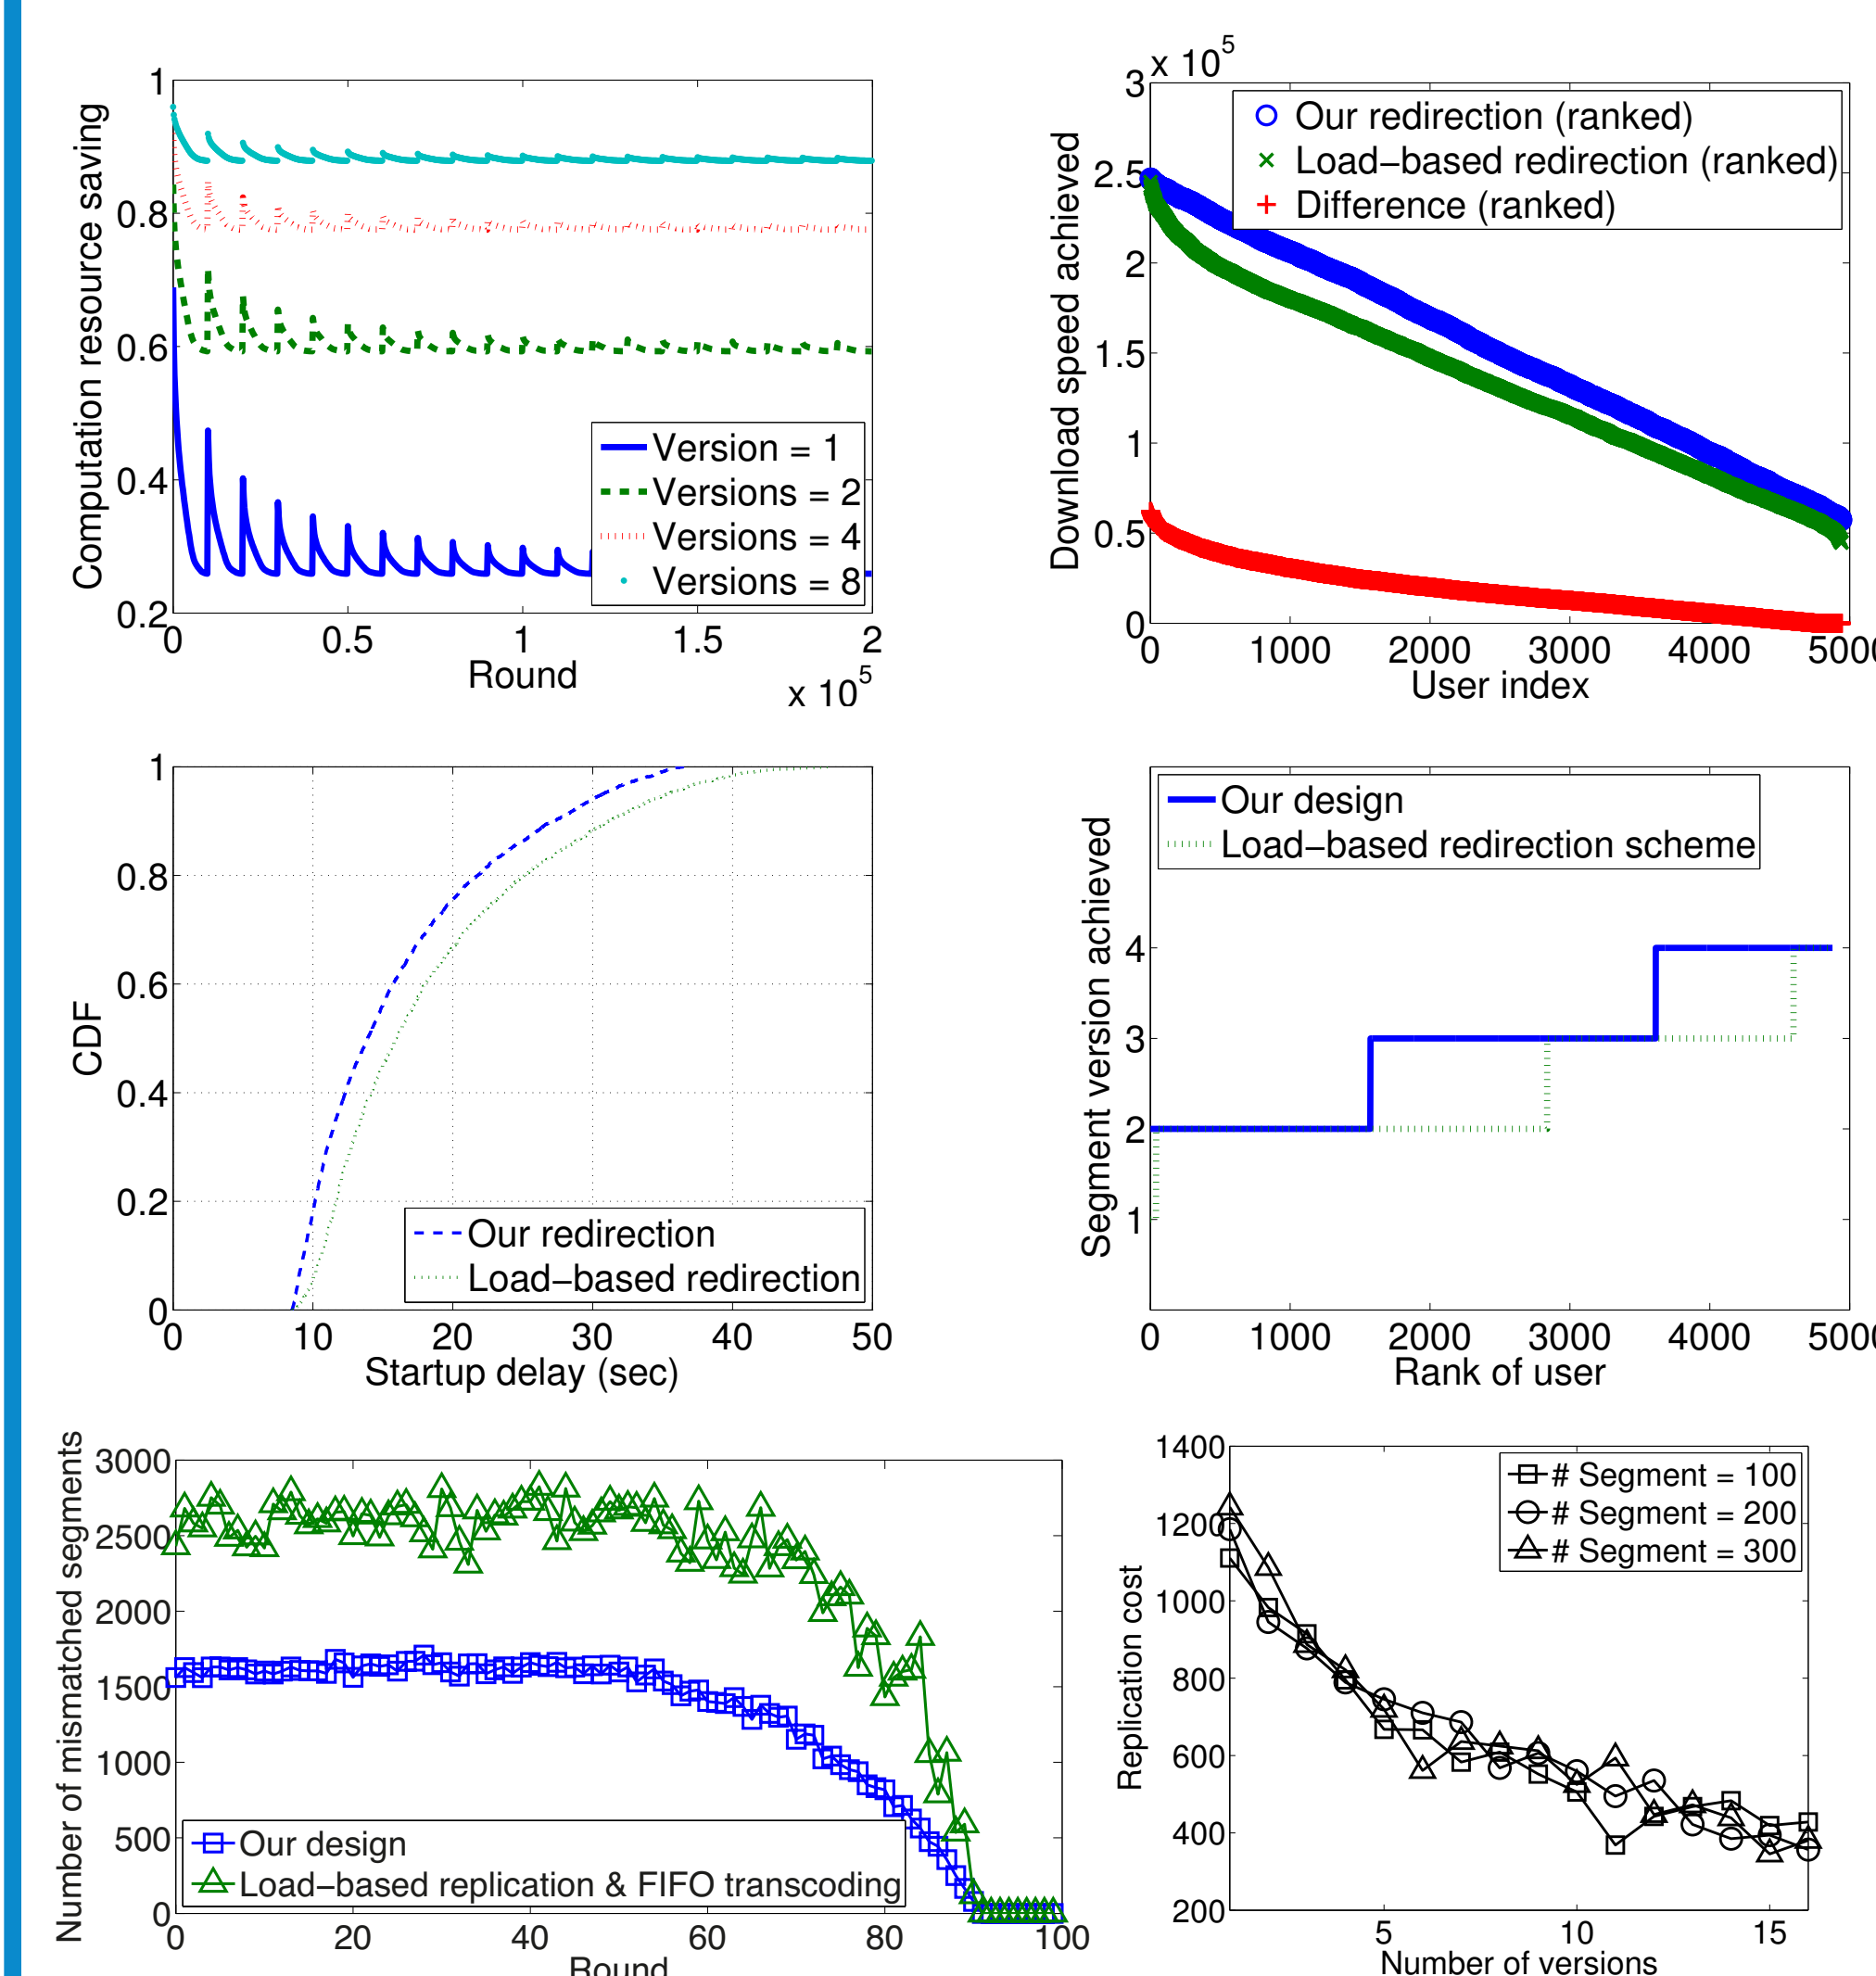 1
0.8
0.6
0.4
0.2
Computation resource saving
Version = 1
Versions = 2
Versions = 4
Versions = 8
0 0.5 1 1.5 2
Round
x 10^5
x 10^5
3
2.5
2
1.5
1
0.5
0
Download speed achieved
Our redirection (ranked)
Load-based redirection (ranked)
Difference (ranked)
0 1000 2000 3000 4000 5000
User index
1
0.8
0.6
0.4
0.2
0
CDF
Our redirection
Load-based redirection
0 10 20 30 40 50
Startup delay (sec)
Our design
Load-based redirection scheme
4
3
2
1
Segment version achieved
0 1000 2000 3000 4000 5000
Rank of user
3000
2500
2000
1500
1000
500
0
Number of mismatched segments
Our design
Load-based replication & FIFO transcoding
0 20 40 60 80 100
Round
1400
1200
1000
800
600
400
200
Replication cost
# Segment = 100
# Segment = 200
# Segment = 300
5 10 15
Number of versions